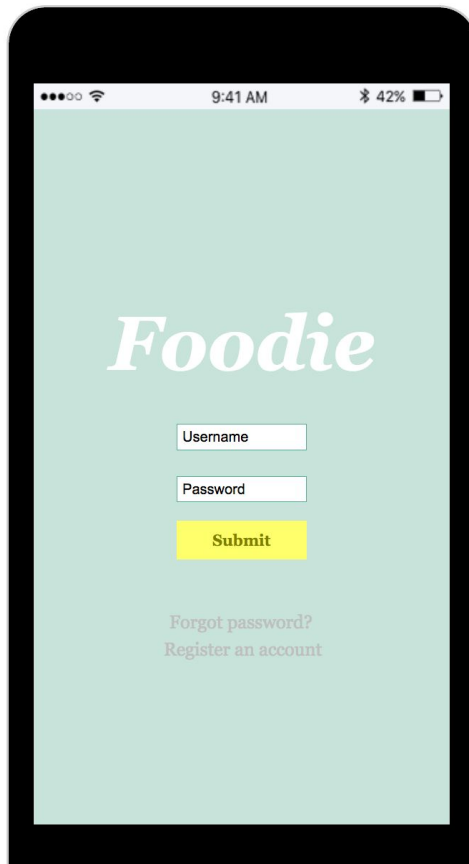 9:41 AM 42%
Foodie
Username
Password
Submit
Forgot password?
Register an account